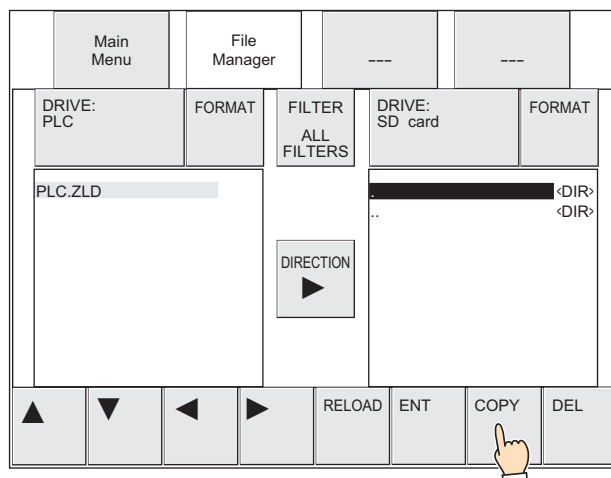 Main
Menu
File
Manager
---
---
DRIVE:
PLC
FORMAT
FILTER
ALL
FILTERS
DRIVE:
SD card
FORMAT
PLC.ZLD
. <DIR>
.. <DIR>
DIRECTION
▶
▲ ▼ ◀ ▶ RELOAD ENT COPY DEL